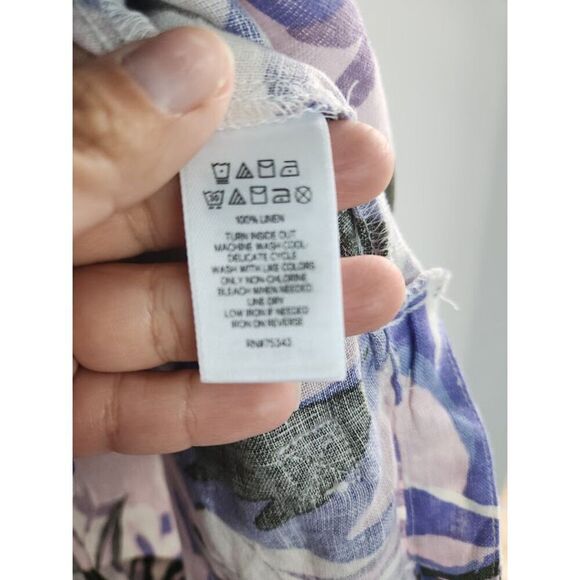 100% LINEN
TURN INSIDE OUT
MACHINE WASH COOL-
DELICATE CYCLE
WASH WITH LIKE COLORS
ONLY NON-CHLORINE
BLEACH WHEN NEEDED
LINE DRY
LOW IRON IF NEEDED
IRON ON REVERSE
RN#75343